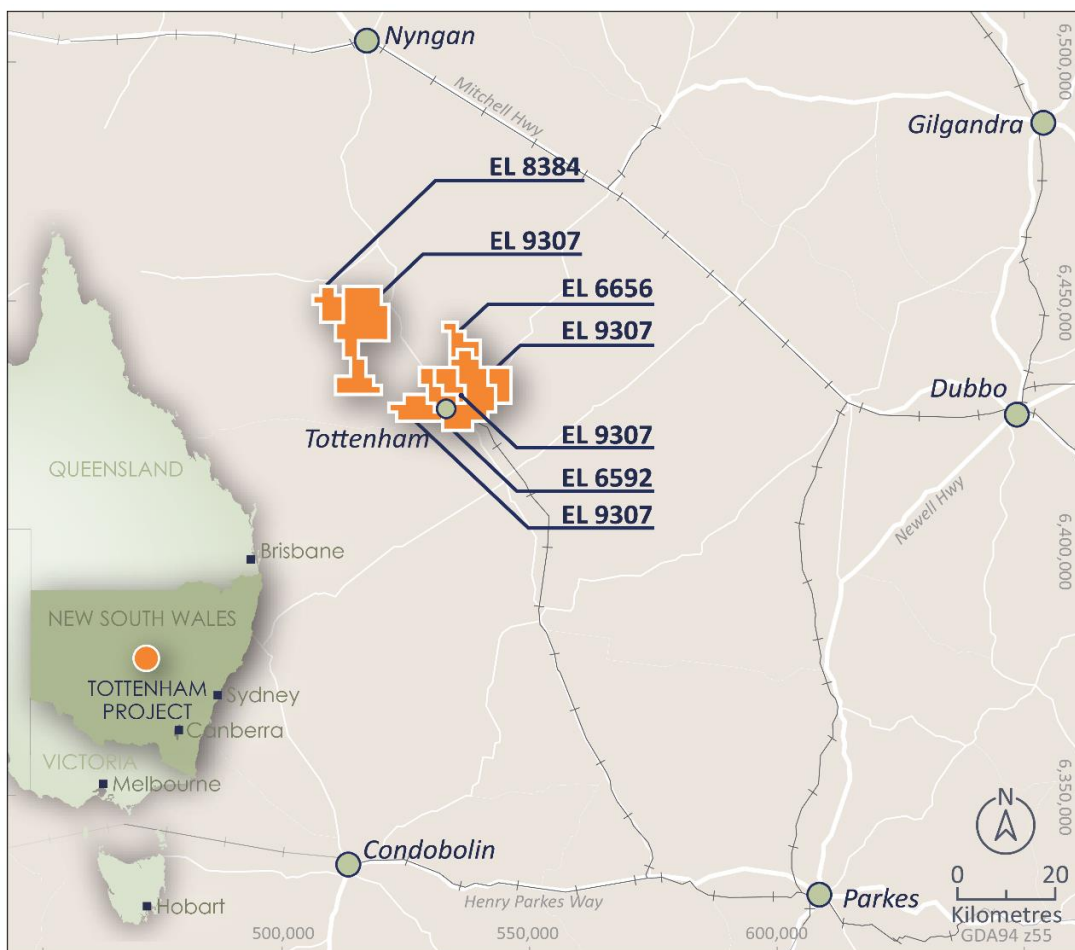 Nyngan
Mitchell Hwy
6,500,000
Gilgandra
EL 8384
EL 9307
EL 6656
6,450,000
EL 9307
Dubbo
Tottenham
EL 9307
EL 6592
EL 9307
Newell Hwy
QUEENSLAND
Brisbane
6,400,000
NEW SOUTH WALES
TOTTENHAM
PROJECT
Sydney
Canberra
VICTORIA
Melbourne
6,350,000
N
Condobolin
0 20
Kilometres
GDA94 z55
Henry Parkes Way
Parkes
Hobart
500,000
550,000
600,000